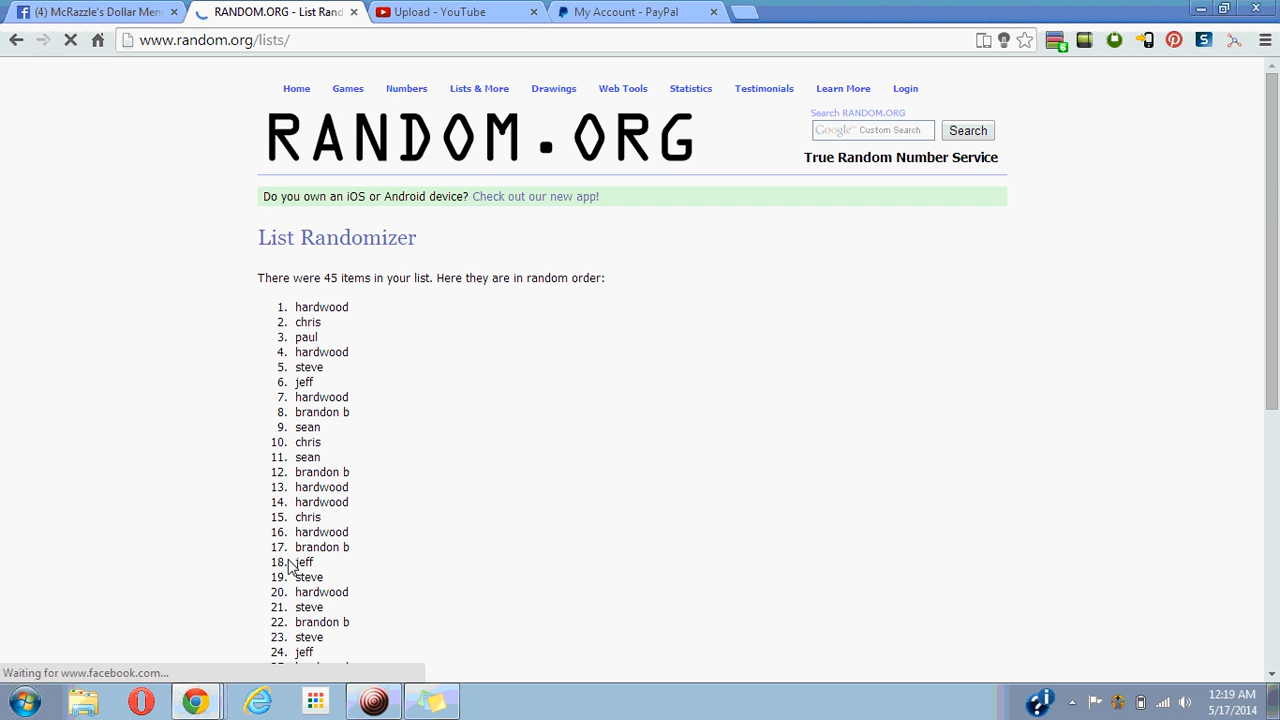 (4) McRazzle's Dollar Men
RANDOM.ORG - List Rand
Upload - YouTube
My Account - PayPal
www.random.org/lists/
Home Games Numbers Lists & More Drawings Web Tools Statistics Testimonials Learn More Login
RANDOM.ORG
Search RANDOM.ORG
Google™ Custom Search Search
True Random Number Service
Do you own an iOS or Android device? Check out our new app!
List Randomizer
There were 45 items in your list. Here they are in random order:
1. hardwood
2. chris
3. paul
4. hardwood
5. steve
6. jeff
7. hardwood
8. brandon b
9. sean
10. chris
11. sean
12. brandon b
13. hardwood
14. hardwood
15. chris
16. hardwood
17. brandon b
18. jeff
19. steve
20. hardwood
21. steve
22. brandon b
23. steve
24. jeff
Waiting for www.facebook.com...
12:19 AM
5/17/2014